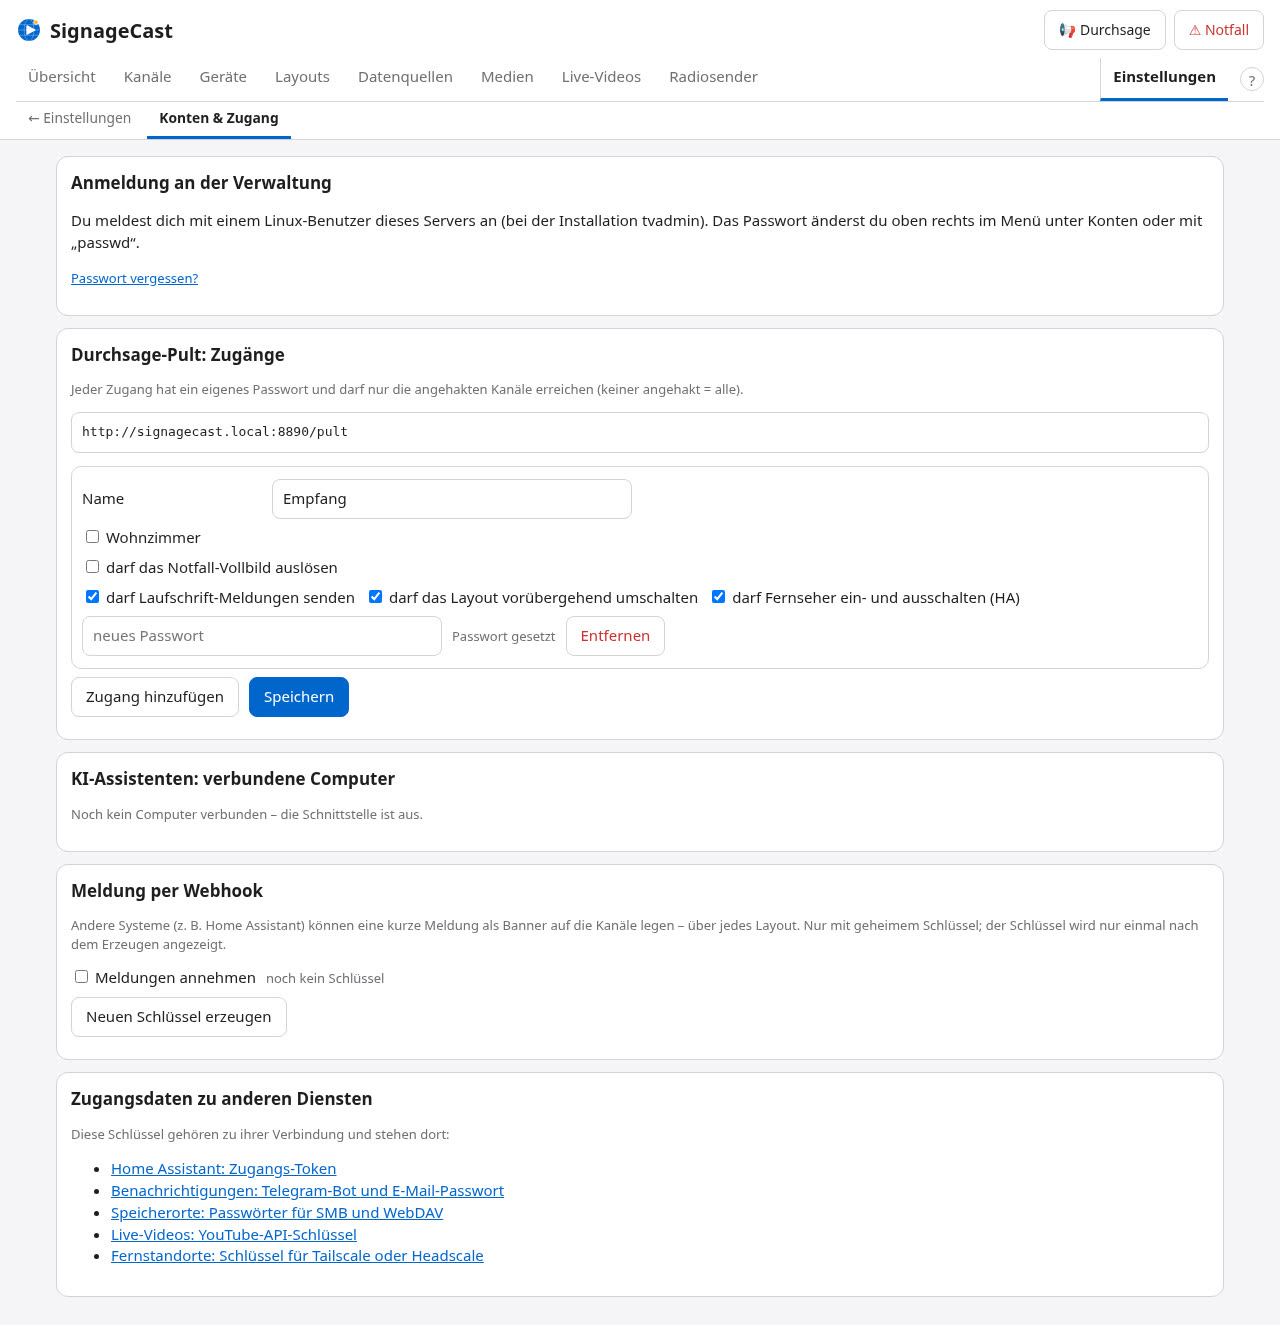 SignageCast
Durchsage
Notfall
Übersicht Kanäle Geräte Layouts Datenquellen Medien Live-Videos Radiosender Einstellungen ?
← Einstellungen Konten & Zugang
Anmeldung an der Verwaltung
Du meldest dich mit einem Linux-Benutzer dieses Servers an (bei der Installation tvadmin). Das Passwort änderst du oben rechts im Menü unter Konten oder mit
„passwd“.
Passwort vergessen?
Durchsage-Pult: Zugänge
Jeder Zugang hat ein eigenes Passwort und darf nur die angehakten Kanäle erreichen (keiner angehakt = alle).
http://signagecast.local:8890/pult
Name Empfang
Wohnzimmer
darf das Notfall-Vollbild auslösen
darf Laufschrift-Meldungen senden darf das Layout vorübergehend umschalten darf Fernseher ein- und ausschalten (HA)
neues Passwort Passwort gesetzt Entfernen
Zugang hinzufügen Speichern
KI-Assistenten: verbundene Computer
Noch kein Computer verbunden – die Schnittstelle ist aus.
Meldung per Webhook
Andere Systeme (z. B. Home Assistant) können eine kurze Meldung als Banner auf die Kanäle legen – über jedes Layout. Nur mit geheimem Schlüssel; der Schlüssel wird nur einmal nach
dem Erzeugen angezeigt.
Meldungen annehmen noch kein Schlüssel
Neuen Schlüssel erzeugen
Zugangsdaten zu anderen Diensten
Diese Schlüssel gehören zu ihrer Verbindung und stehen dort:
• Home Assistant: Zugangs-Token
• Benachrichtigungen: Telegram-Bot und E-Mail-Passwort
• Speicherorte: Passwörter für SMB und WebDAV
• Live-Videos: YouTube-API-Schlüssel
• Fernstandorte: Schlüssel für Tailscale oder Headscale